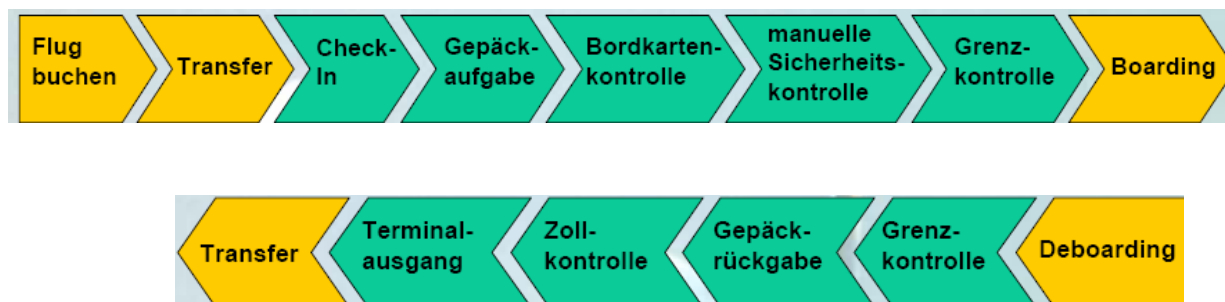 Flug
buchen
Transfer
Check-
In
Gepäck-
aufgabe
Bordkarten-
kontrolle
manuelle
Sicherheits-
kontrolle
Grenz-
kontrolle
Boarding
Transfer
Terminal-
ausgang
Zoll-
kontrolle
Gepäck-
rückgabe
Grenz-
kontrolle
Deboarding